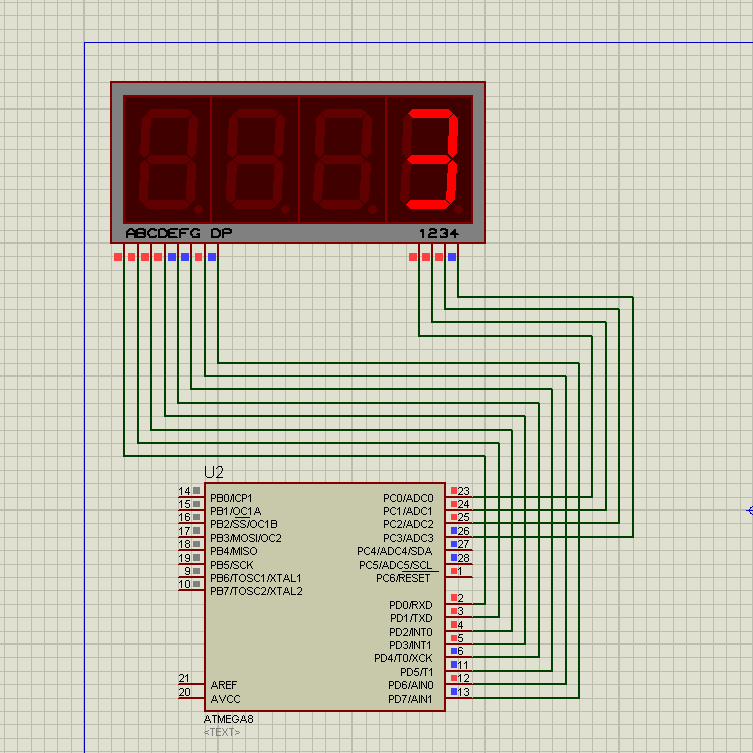 3
ABCDEFG DP
1234
U2
14 PB0/ICP1
15 PB1/OC1A
16 PB2/SS/OC1B
17 PB3/MOSI/OC2
18 PB4/MISO
19 PB5/SCK
9 PB6/TOSC1/XTAL1
10 PB7/TOSC2/XTAL2
21 AREF
20 AVCC
PC0/ADC0 23
PC1/ADC1 24
PC2/ADC2 25
PC3/ADC3 26
PC4/ADC4/SDA 27
PC5/ADC5/SCL 28
PC6/RESET 1
PD0/RXD 2
PD1/TXD 3
PD2/INT0 4
PD3/INT1 5
PD4/T0/XCK 6
PD5/T1 11
PD6/AIN0 12
PD7/AIN1 13
ATMEGA8
<TEXT>